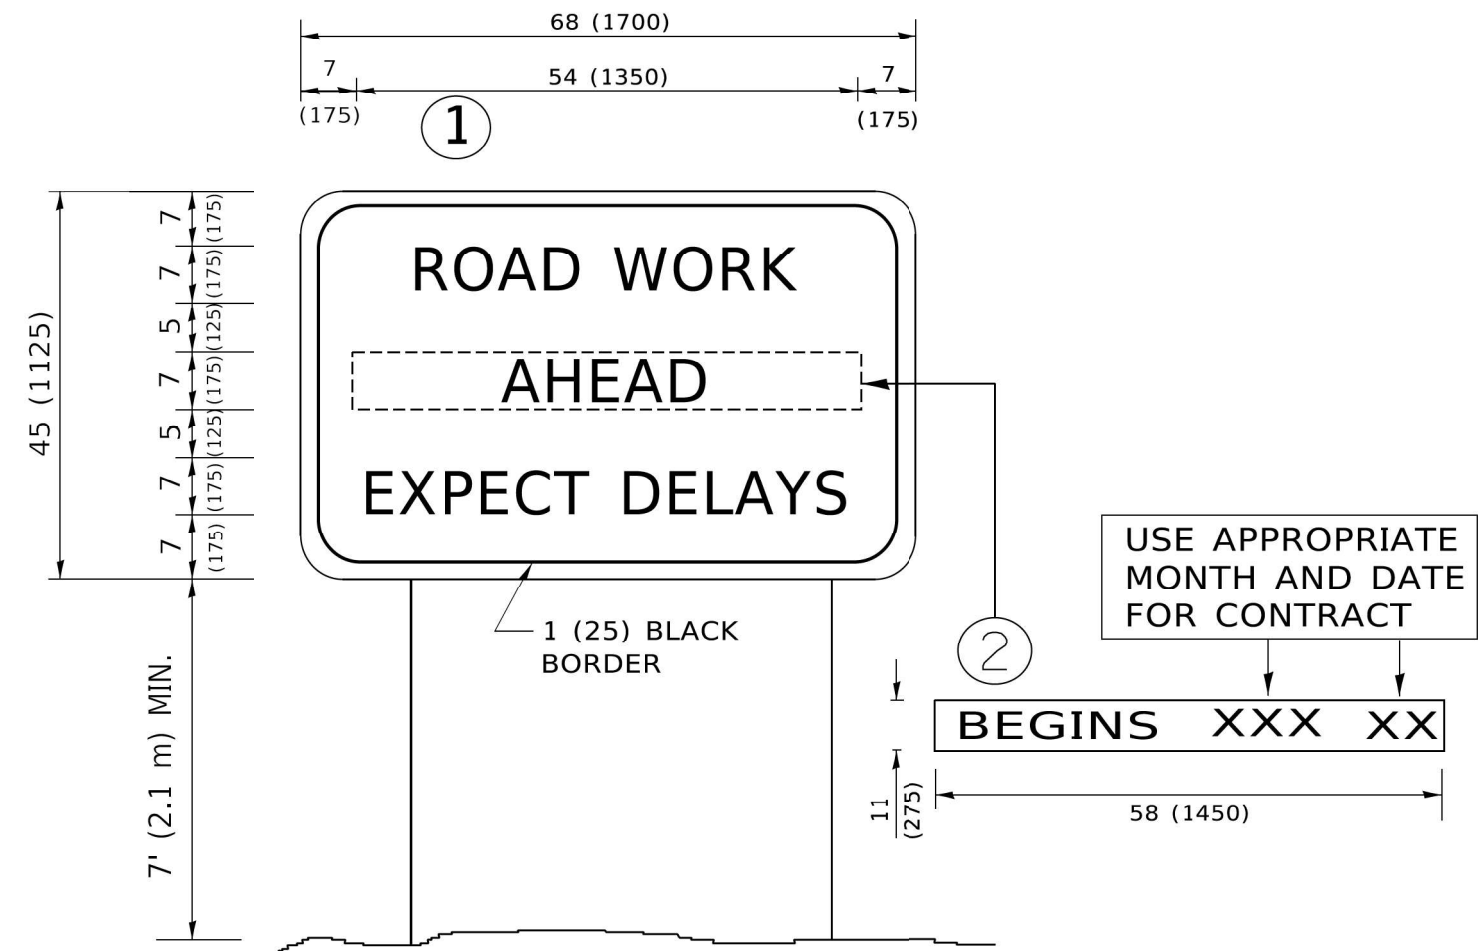 68 (1700)
7
54 (1350)
7
(175)
(175)
1
7
(175)
7
(175)
5
(125)
7
(175)
5
(125)
7
(175)
7
(175)
45 (1125)
ROAD WORK
AHEAD
EXPECT DELAYS
1 (25) BLACK
BORDER
7' (2.1 m) MIN.
2
USE APPROPRIATE
MONTH AND DATE
FOR CONTRACT
BEGINS XXX XX
11
(275)
58 (1450)